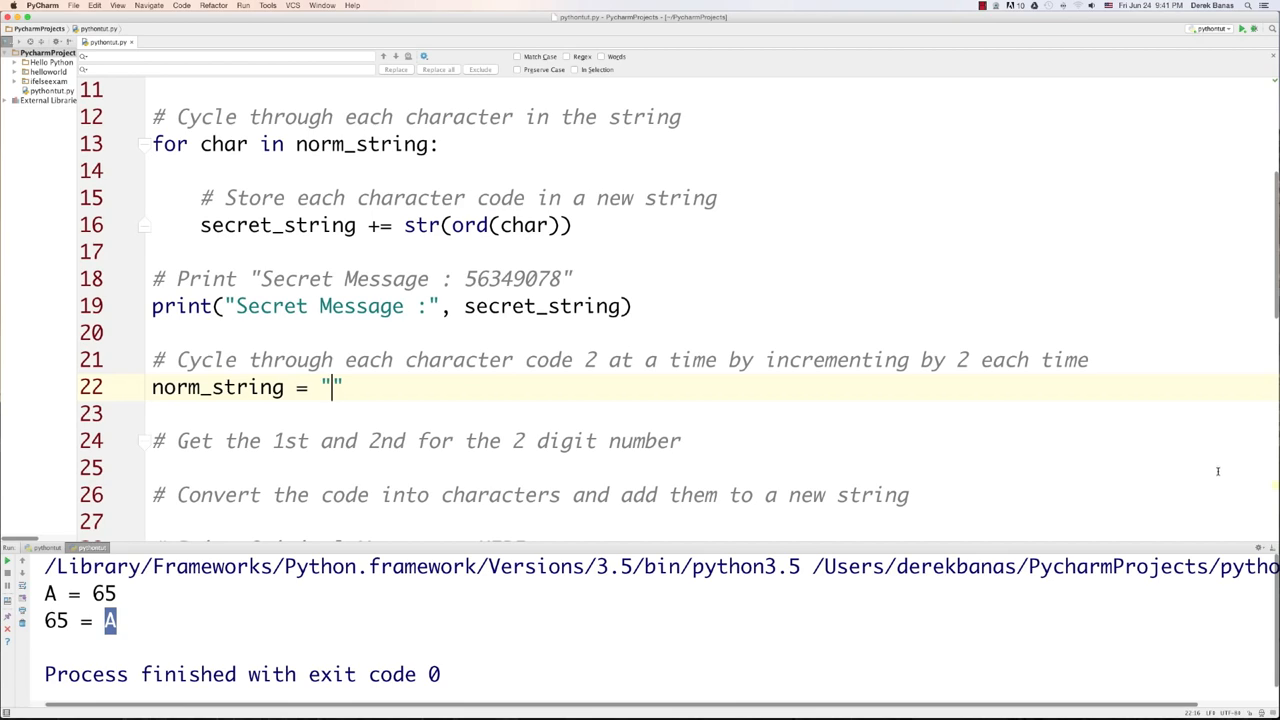 PyCharm File Edit View Navigate Code Refactor Run Tools VCS Window Help Fri Jun 24 9:41 PM Derek Banas
pythontut.py - PycharmProjects - [~/PycharmProjects]
PycharmProjects pythontut.py pythontut
pythontut.py ×
Match Case Regex Words
Replace Replace all Exclude Preserve Case In Selection
PycharmProject
Hello Python
helloworld
ifelseexam
pythontut.py
External Librarie
11
12 # Cycle through each character in the string
13 for char in norm_string:
14
15 # Store each character code in a new string
16 secret_string += str(ord(char))
17
18 # Print "Secret Message : 56349078"
19 print("Secret Message :", secret_string)
20
21 # Cycle through each character code 2 at a time by incrementing by 2 each time
22 norm_string = ""
23
24 # Get the 1st and 2nd for the 2 digit number
25
26 # Convert the code into characters and add them to a new string
27
Run: pythontut pythontut
/Library/Frameworks/Python.framework/Versions/3.5/bin/python3.5 /Users/derekbanas/PycharmProjects/pytho
A = 65
65 = A
Process finished with exit code 0
22:16 LF÷ UTF-8÷